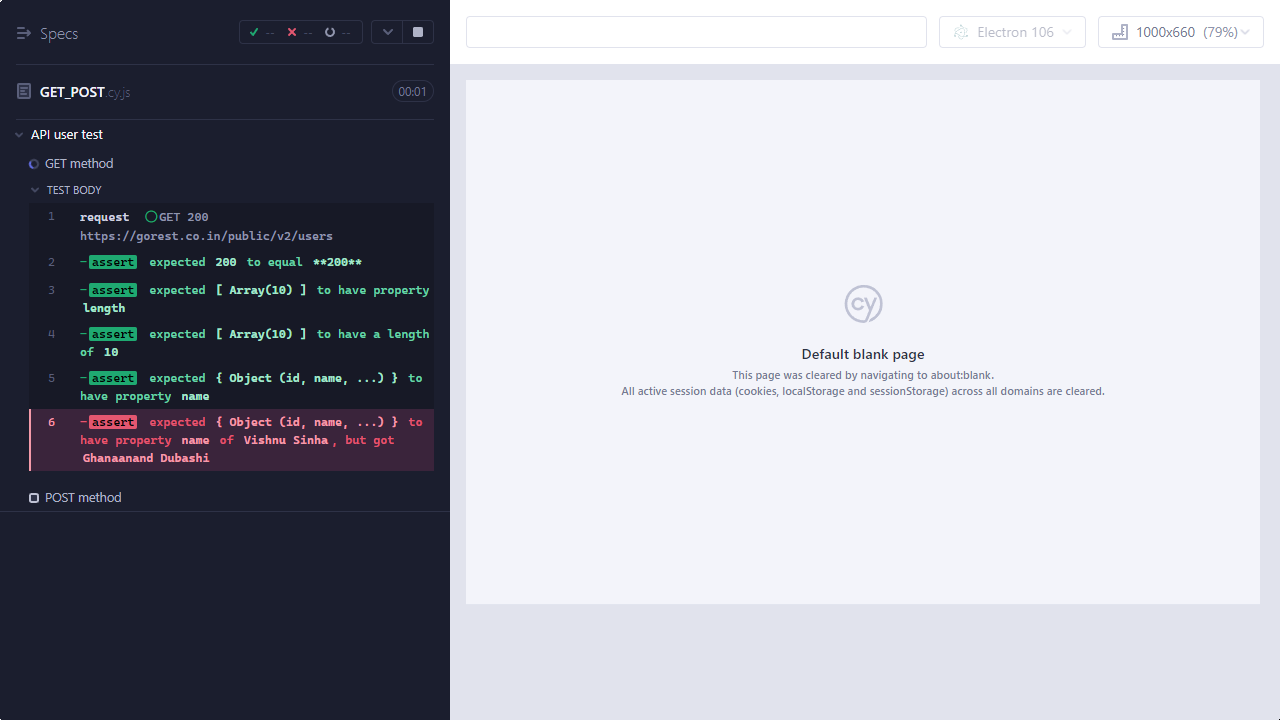 Specs
-- -- --
GET_POST.cy.js
00:01
API user test
GET method
TEST BODY
1 request GET 200
https://gorest.co.in/public/v2/users
2 -assert expected 200 to equal **200**
3 -assert expected [ Array(10) ] to have property
length
4 -assert expected [ Array(10) ] to have a length
of 10
5 -assert expected { Object (id, name, ...) } to
have property name
6 -assert expected { Object (id, name, ...) } to
have property name of Vishnu Sinha, but got
Ghanaanand Dubashi
POST method
Electron 106
1000x660 (79%)
cy
Default blank page
This page was cleared by navigating to about:blank.
All active session data (cookies, localStorage and sessionStorage) across all domains are cleared.